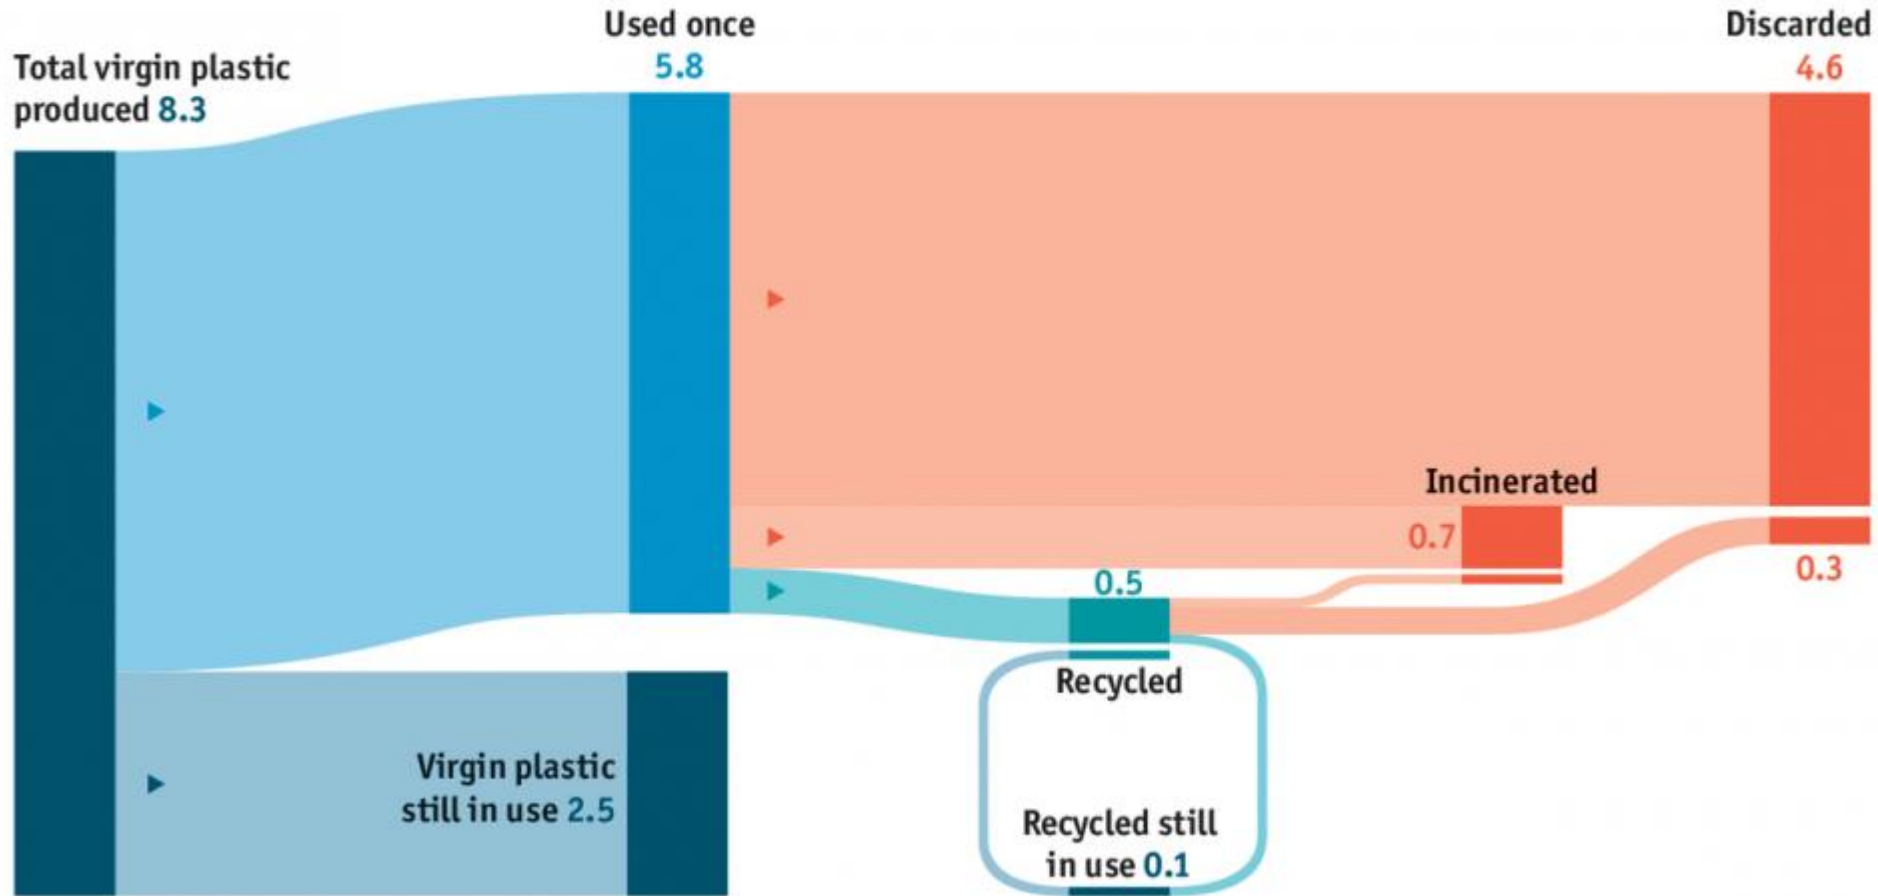 Total virgin plastic
produced 8.3
Used once
5.8
Discarded
4.6
Incinerated
0.7
0.3
0.5
Recycled
Virgin plastic
still in use 2.5
Recycled still
in use 0.1